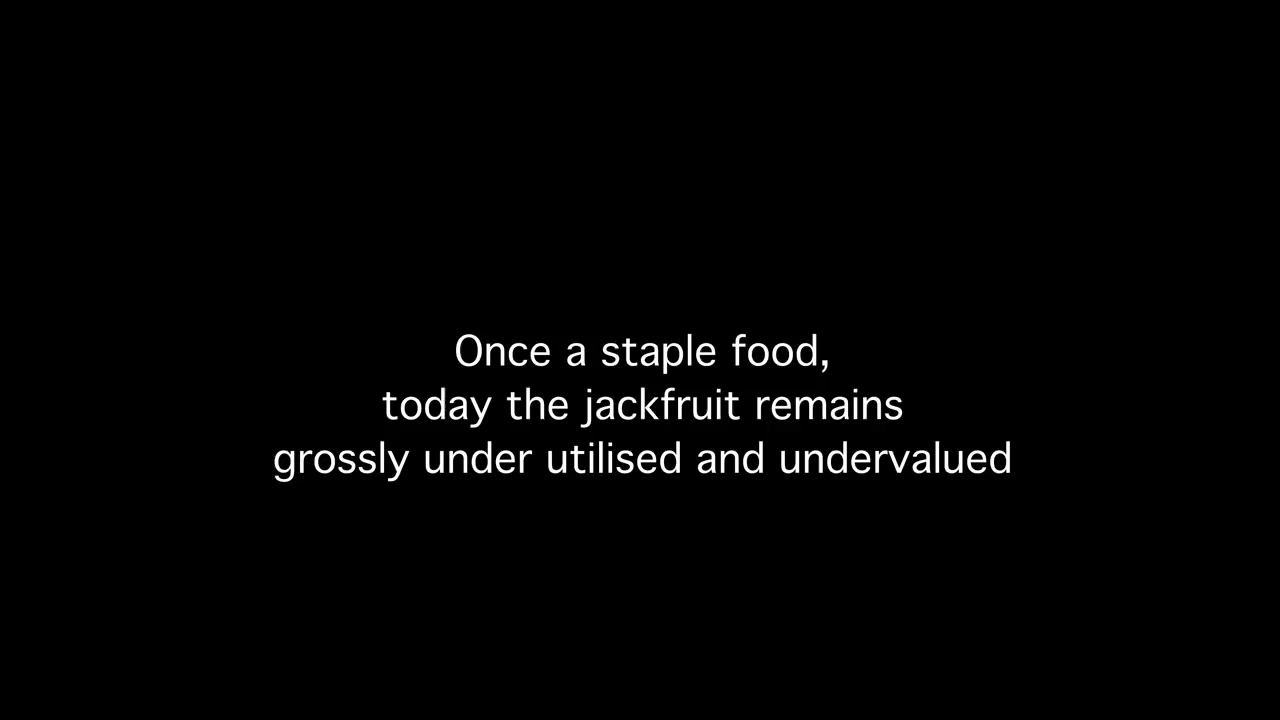 Once a staple food,
today the jackfruit remains
grossly under utilised and undervalued